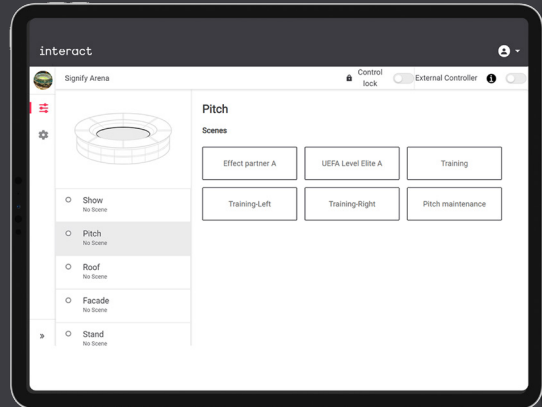 interact
Signify Arena
Control
lock
External Controller
i
Pitch
Scenes
Effect partner A
UEFA Level Elite A
Training
Training-Left
Training-Right
Pitch maintenance
Show
No Scene
Pitch
No Scene
Roof
No Scene
Facade
No Scene
Stand
No Scene